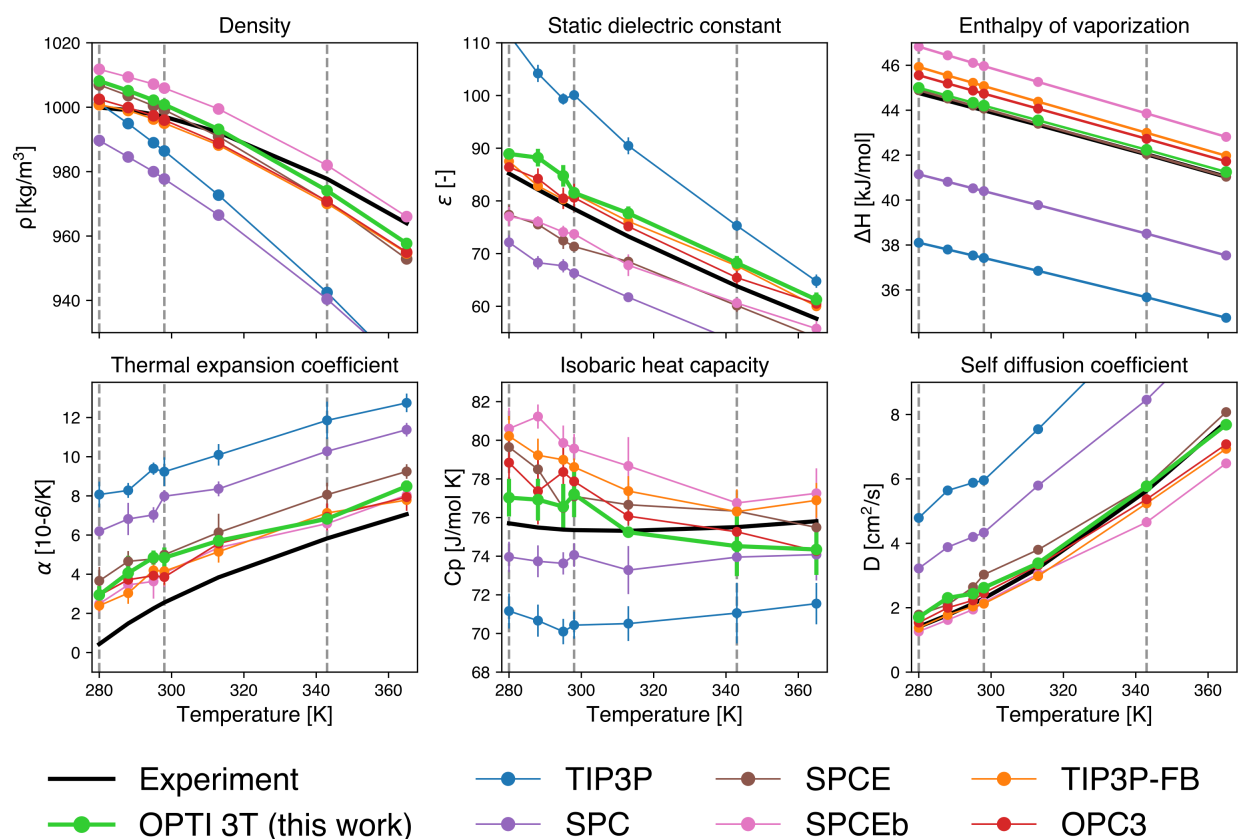 Density
Static dielectric constant
Enthalpy of vaporization
ρ [kg/m³]
1020
1000
980
960
940
ε [-]
110
100
90
80
70
60
ΔH [kJ/mol]
46
44
42
40
38
36
Thermal expansion coefficient
Isobaric heat capacity
Self diffusion coefficient
α [10-6/K]
12
10
8
6
4
2
0
Cp [J/mol K]
82
80
78
76
74
72
70
68
D [cm²/s]
8
6
4
2
0
280 300 320 340 360
280 300 320 340 360
280 300 320 340 360
Temperature [K]
Temperature [K]
Temperature [K]
Experiment
TIP3P
SPCE
TIP3P-FB
OPTI 3T (this work)
SPC
SPCEb
OPC3